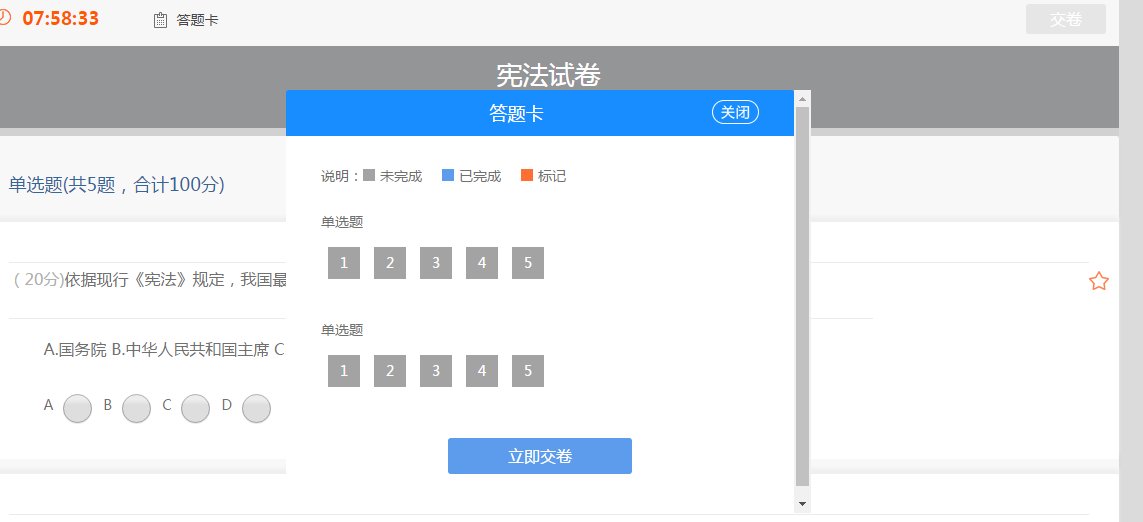 07:58:33 答题卡 交卷
宪法试卷
答题卡 关闭
单选题(共5题，合计100分)
说明： 未完成 已完成 标记
单选题
1 2 3 4 5
( 20分)依据现行《宪法》规定，我国最
单选题
A.国务院 B.中华人民共和国主席 C
1 2 3 4 5
A B C D
立即交卷